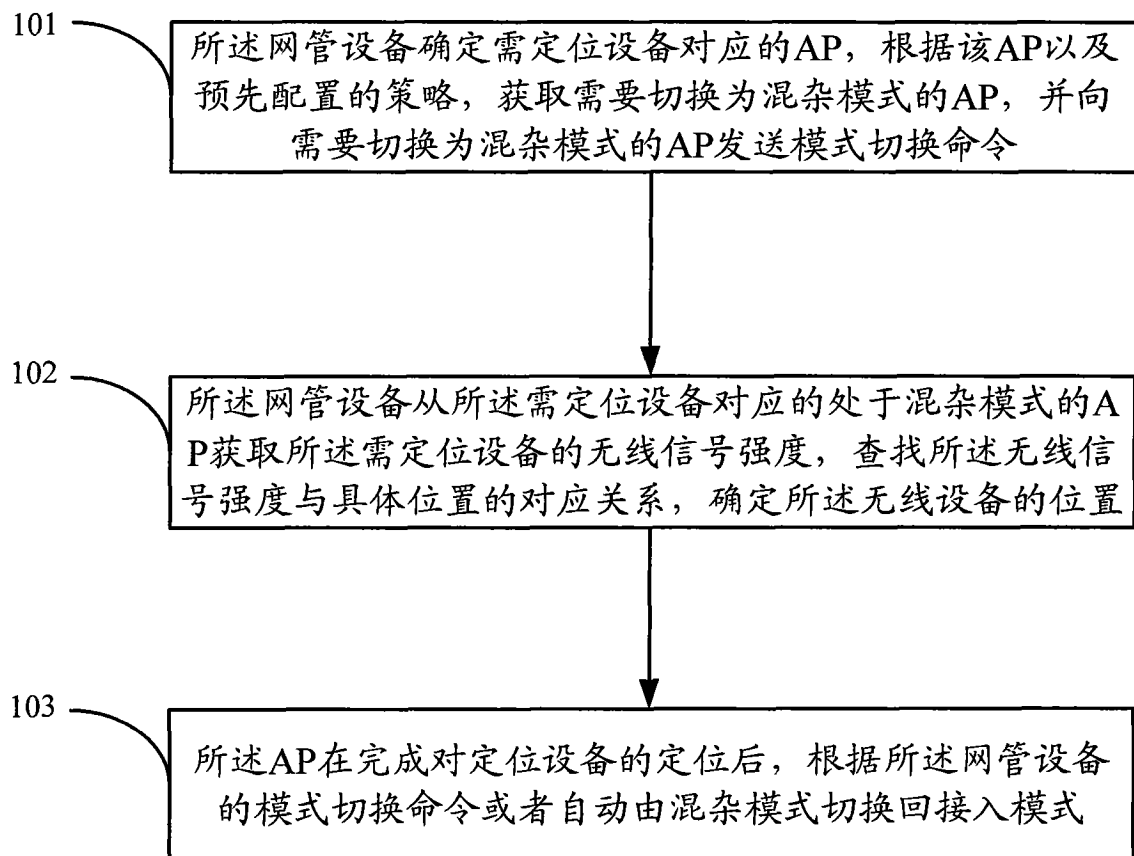 101
所述网管设备确定需定位设备对应的AP，根据该AP以及
预先配置的策略，获取需要切换为混杂模式的AP，并向
需要切换为混杂模式的AP发送模式切换命令
102
所述网管设备从所述需定位设备对应的处于混杂模式的A
P获取所述需定位设备的无线信号强度，查找所述无线信
号强度与具体位置的对应关系，确定所述无线设备的位置
103
所述AP在完成对定位设备的定位后，根据所述网管设备
的模式切换命令或者自动由混杂模式切换回接入模式